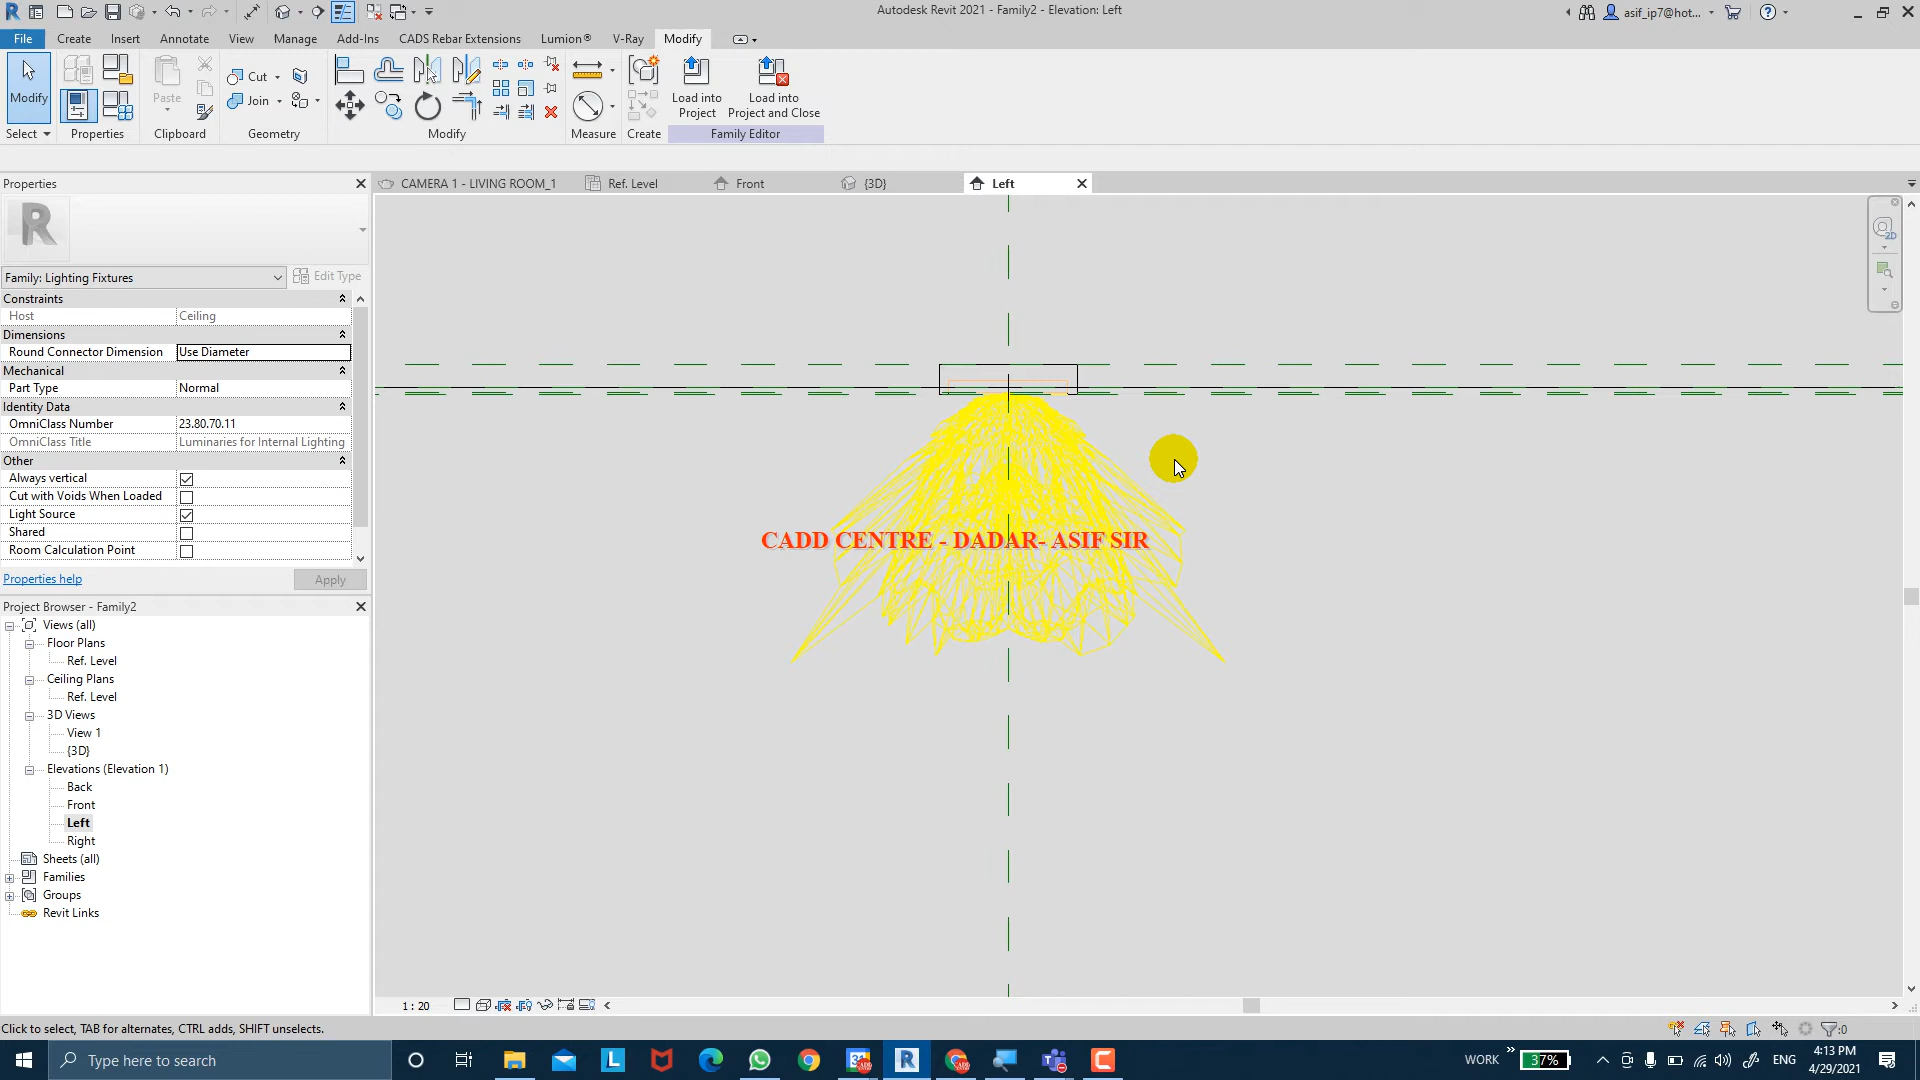 Autodesk Revit 2021 - Family2 - Elevation: Left
asif_ip7@hot...
File Create Insert Annotate View Manage Add-Ins CADS Rebar Extensions Lumion® V-Ray Modify
Modify
Paste
Cut
Join
Load into Project
Load into Project and Close
Select Properties Clipboard Geometry Modify Measure Create Family Editor
Properties
CAMERA 1 - LIVING ROOM_1
Ref. Level
Front
{3D}
Left
R
2D
Family: Lighting Fixtures
Edit Type
Constraints
Host Ceiling
Dimensions
Round Connector Dimension Use Diameter
Mechanical
Part Type Normal
Identity Data
OmniClass Number 23.80.70.11
OmniClass Title Luminaries for Internal Lighting
Other
Always vertical
Cut with Voids When Loaded
Light Source
Shared
Room Calculation Point
Properties help
Apply
CADD CENTRE - DADAR- ASIF SIR
Project Browser - Family2
Views (all)
Floor Plans
Ref. Level
Ceiling Plans
Ref. Level
3D Views
View 1
{3D}
Elevations (Elevation 1)
Back
Front
Left
Right
Sheets (all)
Families
Groups
Revit Links
1 : 20
Click to select, TAB for alternates, CTRL adds, SHIFT unselects.
:0
Type here to search
WORK
37%
ENG
4:13 PM
4/29/2021